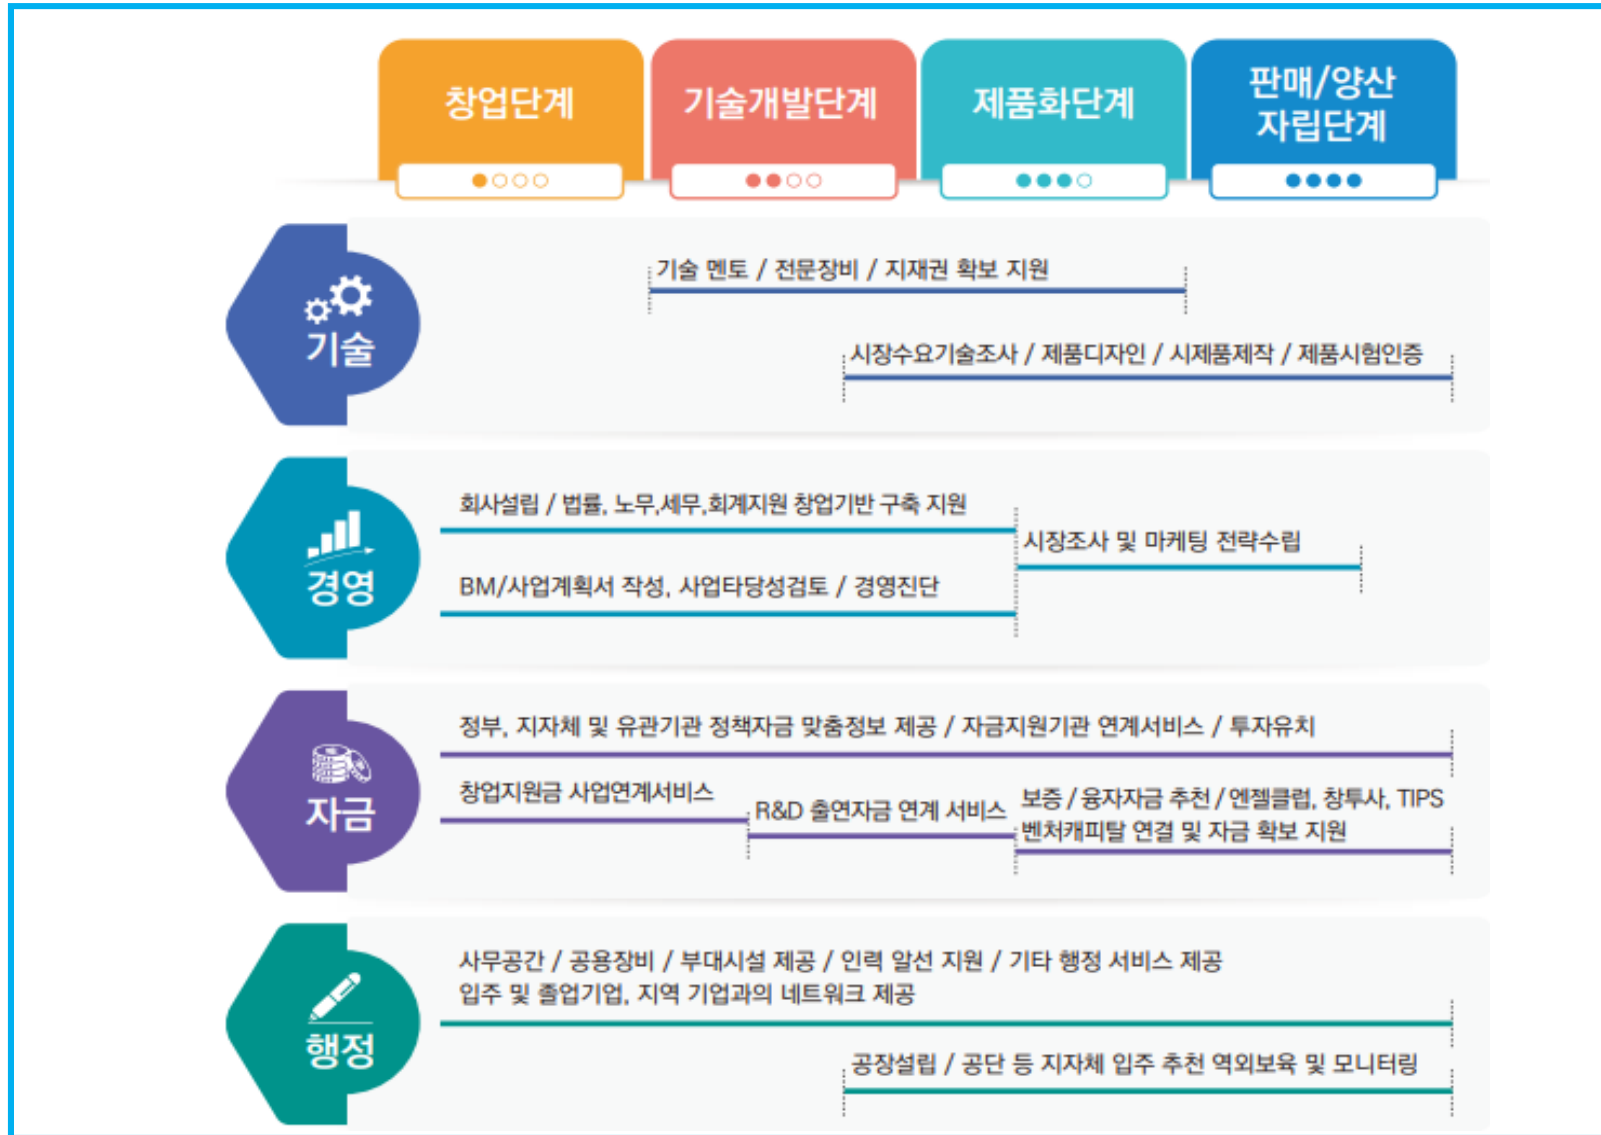 창업단계
기술개발단계
제품화단계
판매/양산
자립단계
기술
기술 멘토 / 전문장비 / 지재권 확보 지원
시장수요기술조사 / 제품디자인 / 시제품제작 / 제품시험인증
경영
회사설립 / 법률, 노무,세무,회계지원 창업기반 구축 지원
시장조사 및 마케팅 전략수립
BM/사업계획서 작성, 사업타당성검토 / 경영진단
자금
정부, 지자체 및 유관기관 정책자금 맞춤정보 제공 / 자금지원기관 연계서비스 / 투자유치
창업지원금 사업연계서비스
R&D 출연자금 연계 서비스
보증 / 융자자금 추천 / 엔젤클럽, 창투사, TIPS
벤처캐피탈 연결 및 자금 확보 지원
행정
사무공간 / 공용장비 / 부대시설 제공 / 인력 알선 지원 / 기타 행정 서비스 제공
입주 및 졸업기업, 지역 기업과의 네트워크 제공
공장설립 / 공단 등 지자체 입주 추천 역외보육 및 모니터링